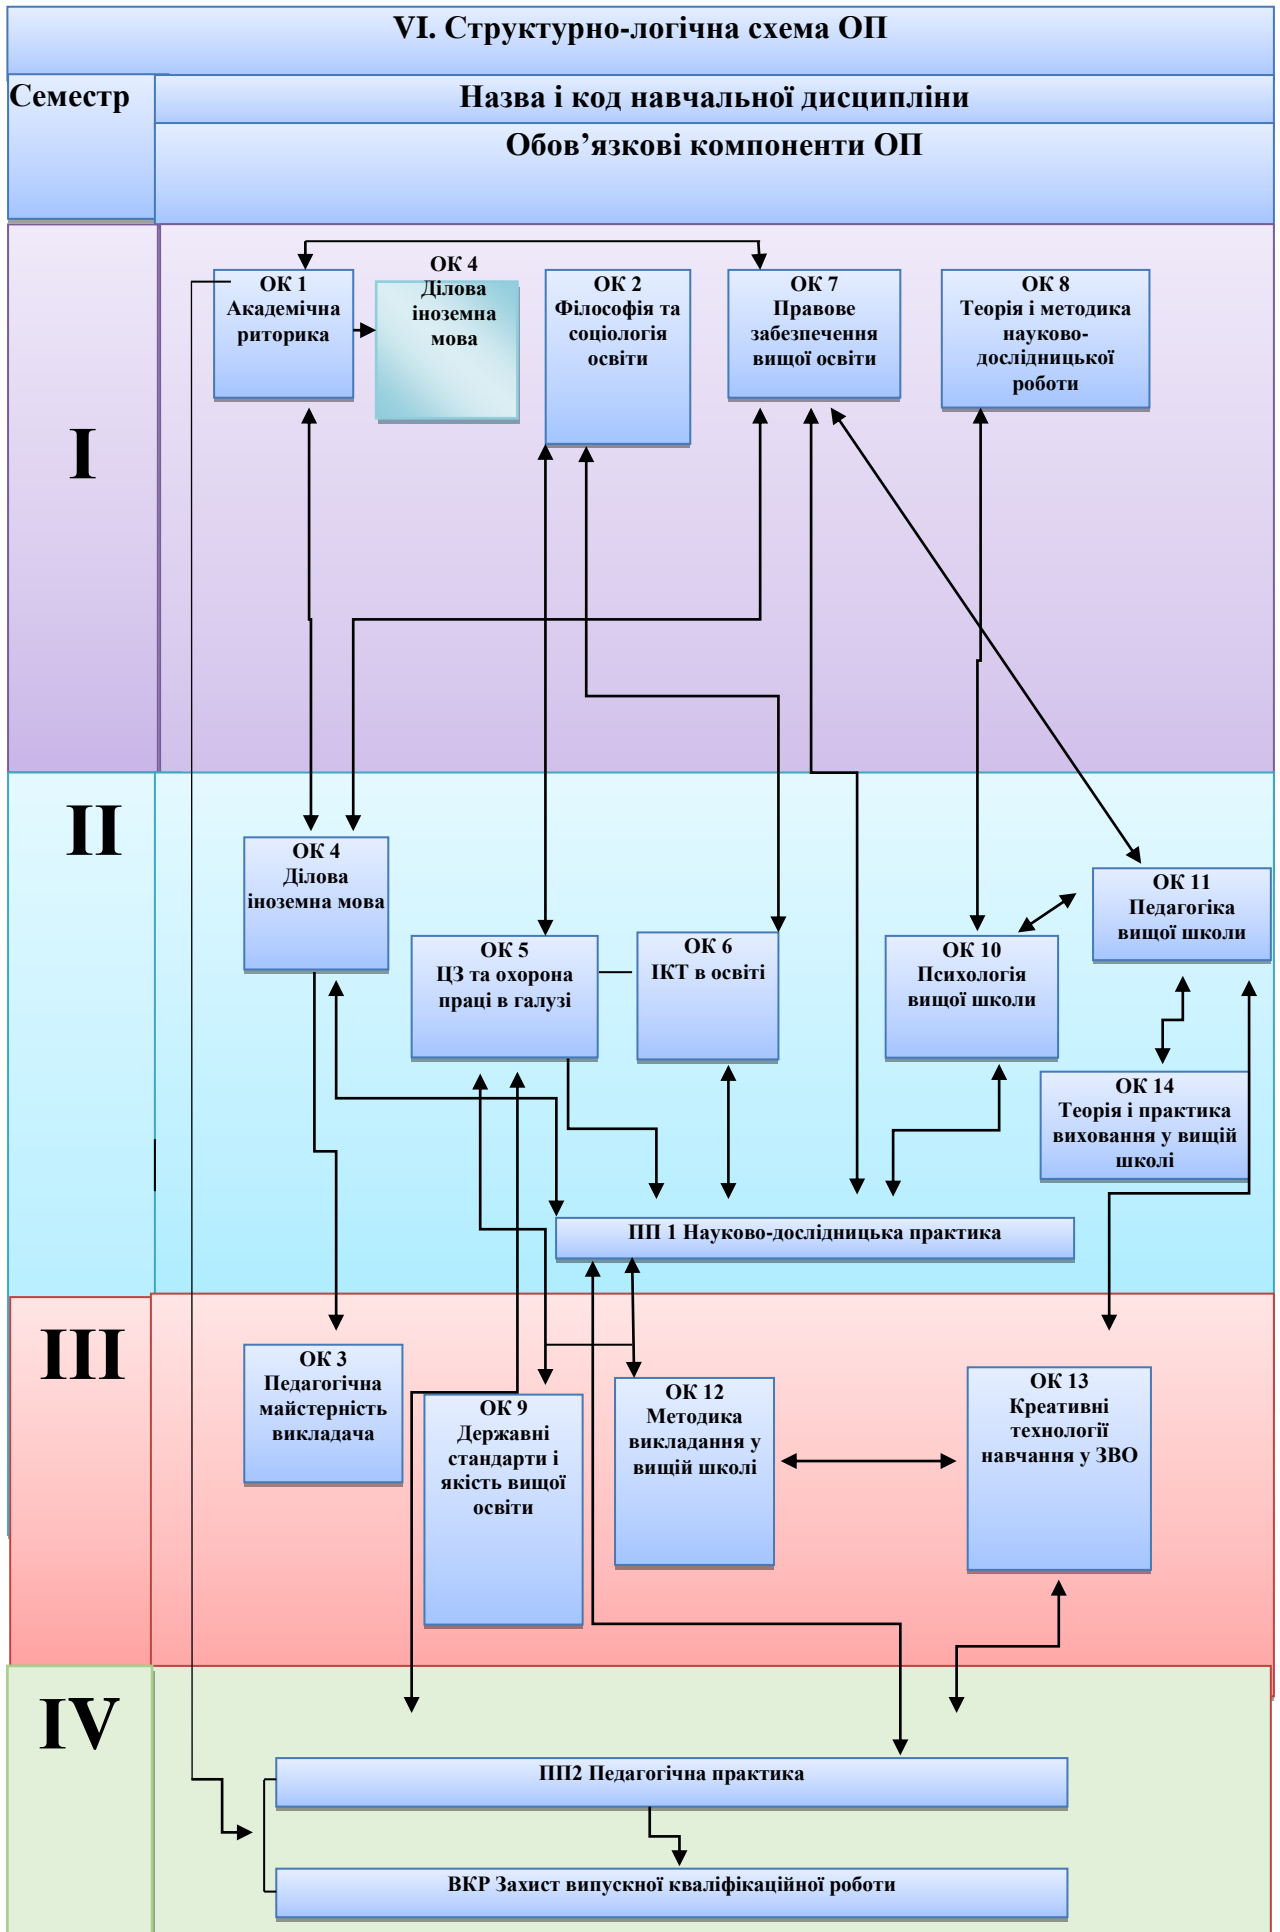 VI. Структурно-логічна схема ОП
Семестр
Назва і код навчальної дисципліни
Обов’язкові компоненти ОП
I
ОК 1
Академічна
риторика
ОК 4
Ділова
іноземна
мова
ОК 2
Філософія та
соціологія
освіти
ОК 7
Правове
забезпечення
вищої освіти
ОК 8
Теорія і методика
науково-
дослідницької
роботи
II
ОК 4
Ділова
іноземна мова
ОК 5
ЦЗ та охорона
праці в галузі
ОК 6
ІКТ в освіті
ОК 10
Психологія
вищої школи
ОК 11
Педагогіка
вищої школи
ОК 14
Теорія і практика
виховання у вищій
школі
ПП 1 Науково-дослідницька практика
III
ОК 3
Педагогічна
майстерність
викладача
ОК 9
Державні
стандарти і
якість вищої
освіти
ОК 12
Методика
викладання у
вищій школі
ОК 13
Креативні
технології
навчання у ЗВО
IV
ПП2 Педагогічна практика
ВКР Захист випускної кваліфікаційної роботи